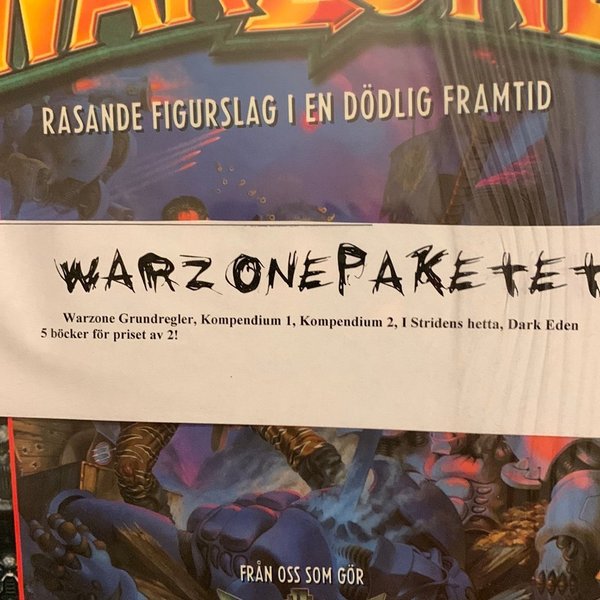 WARZONE
RASANDE FIGURSLAG I EN DÖDLIG FRAMTID
WARZONEPAKETET
Warzone Grundregler, Kompendium 1, Kompendium 2, I Stridens hetta, Dark Eden
5 böcker för priset av 2!
FRÅN OSS SOM GÖR